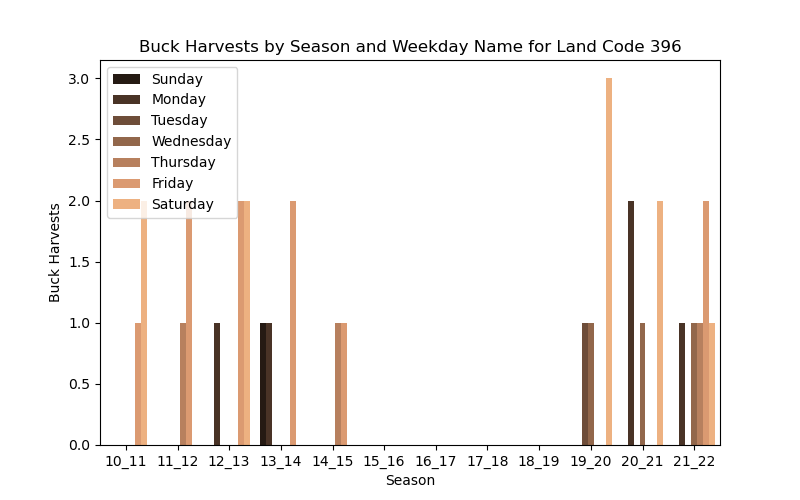 Buck Harvests by Season and Weekday Name for Land Code 396
Sunday
Monday
Tuesday
Wednesday
Thursday
Friday
Saturday
3.0
2.5
2.0
1.5
1.0
0.5
0.0
Buck Harvests
10_11 11_12 12_13 13_14 14_15 15_16 16_17 17_18 18_19 19_20 20_21 21_22
Season